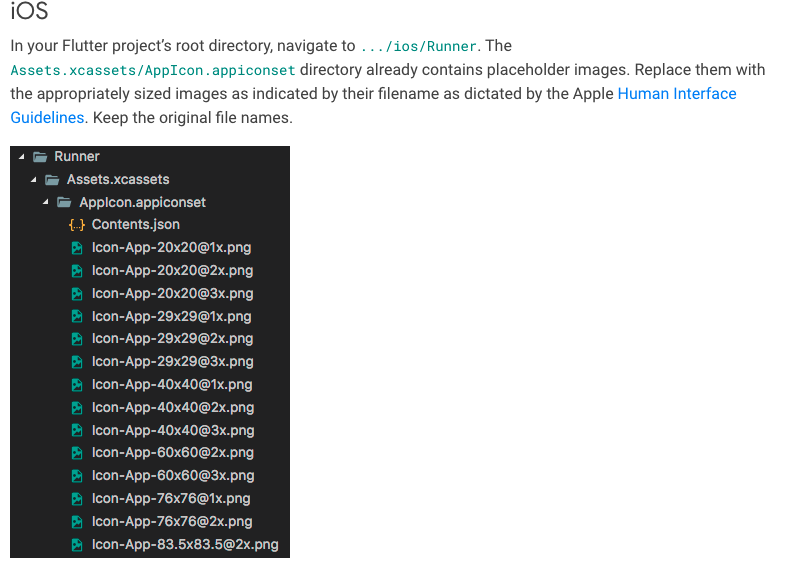 iOS
In your Flutter project’s root directory, navigate to .../ios/Runner. The
Assets.xcassets/AppIcon.appiconset directory already contains placeholder images. Replace them with
the appropriately sized images as indicated by their filename as dictated by the Apple Human Interface
Guidelines. Keep the original file names.
Runner
Assets.xcassets
AppIcon.appiconset
{..} Contents.json
Icon-App-20x20@1x.png
Icon-App-20x20@2x.png
Icon-App-20x20@3x.png
Icon-App-29x29@1x.png
Icon-App-29x29@2x.png
Icon-App-29x29@3x.png
Icon-App-40x40@1x.png
Icon-App-40x40@2x.png
Icon-App-40x40@3x.png
Icon-App-60x60@2x.png
Icon-App-60x60@3x.png
Icon-App-76x76@1x.png
Icon-App-76x76@2x.png
Icon-App-83.5x83.5@2x.png